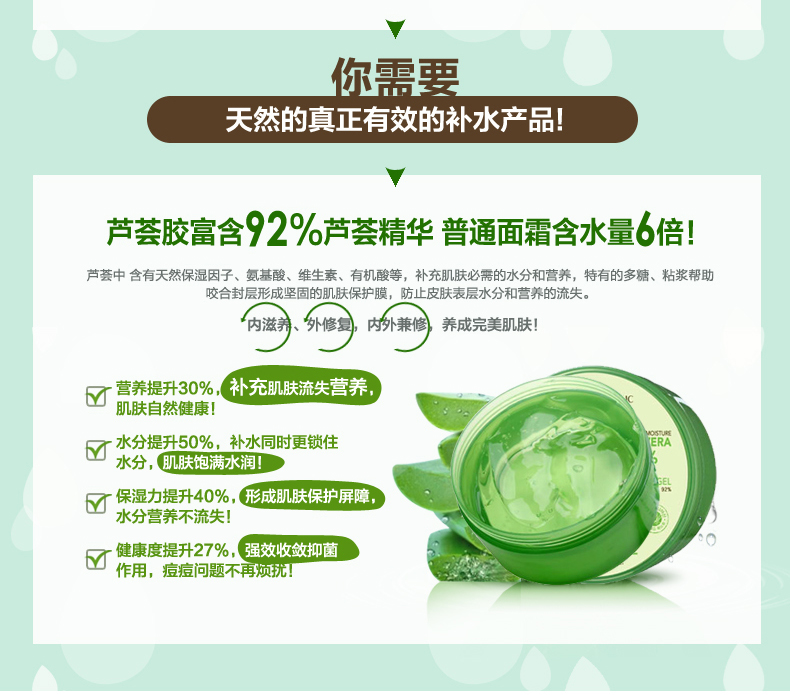 你需要
天然的真正有效的补水产品!
芦荟胶富含92%芦荟精华 普通面霜含水量6倍!
芦荟中 含有天然保湿因子、氨基酸、维生素、有机酸等，补充肌肤必需的水分和营养，特有的多糖、粘浆帮助
咬合封层形成坚固的肌肤保护膜，防止皮肤表层水分和营养的流失。
内滋养、外修复，内外兼修，养成完美肌肤!
营养提升30%，补充肌肤流失营养，
肌肤自然健康!
水分提升50%，补水同时更锁住
水分，肌肤饱满水润!
保湿力提升40%，形成肌肤保护屏障，
水分营养不流失!
健康度提升27%，强效收敛抑菌
作用，痘痘问题不再烦扰!
MOISTURE
ERA
%
GEL
92%